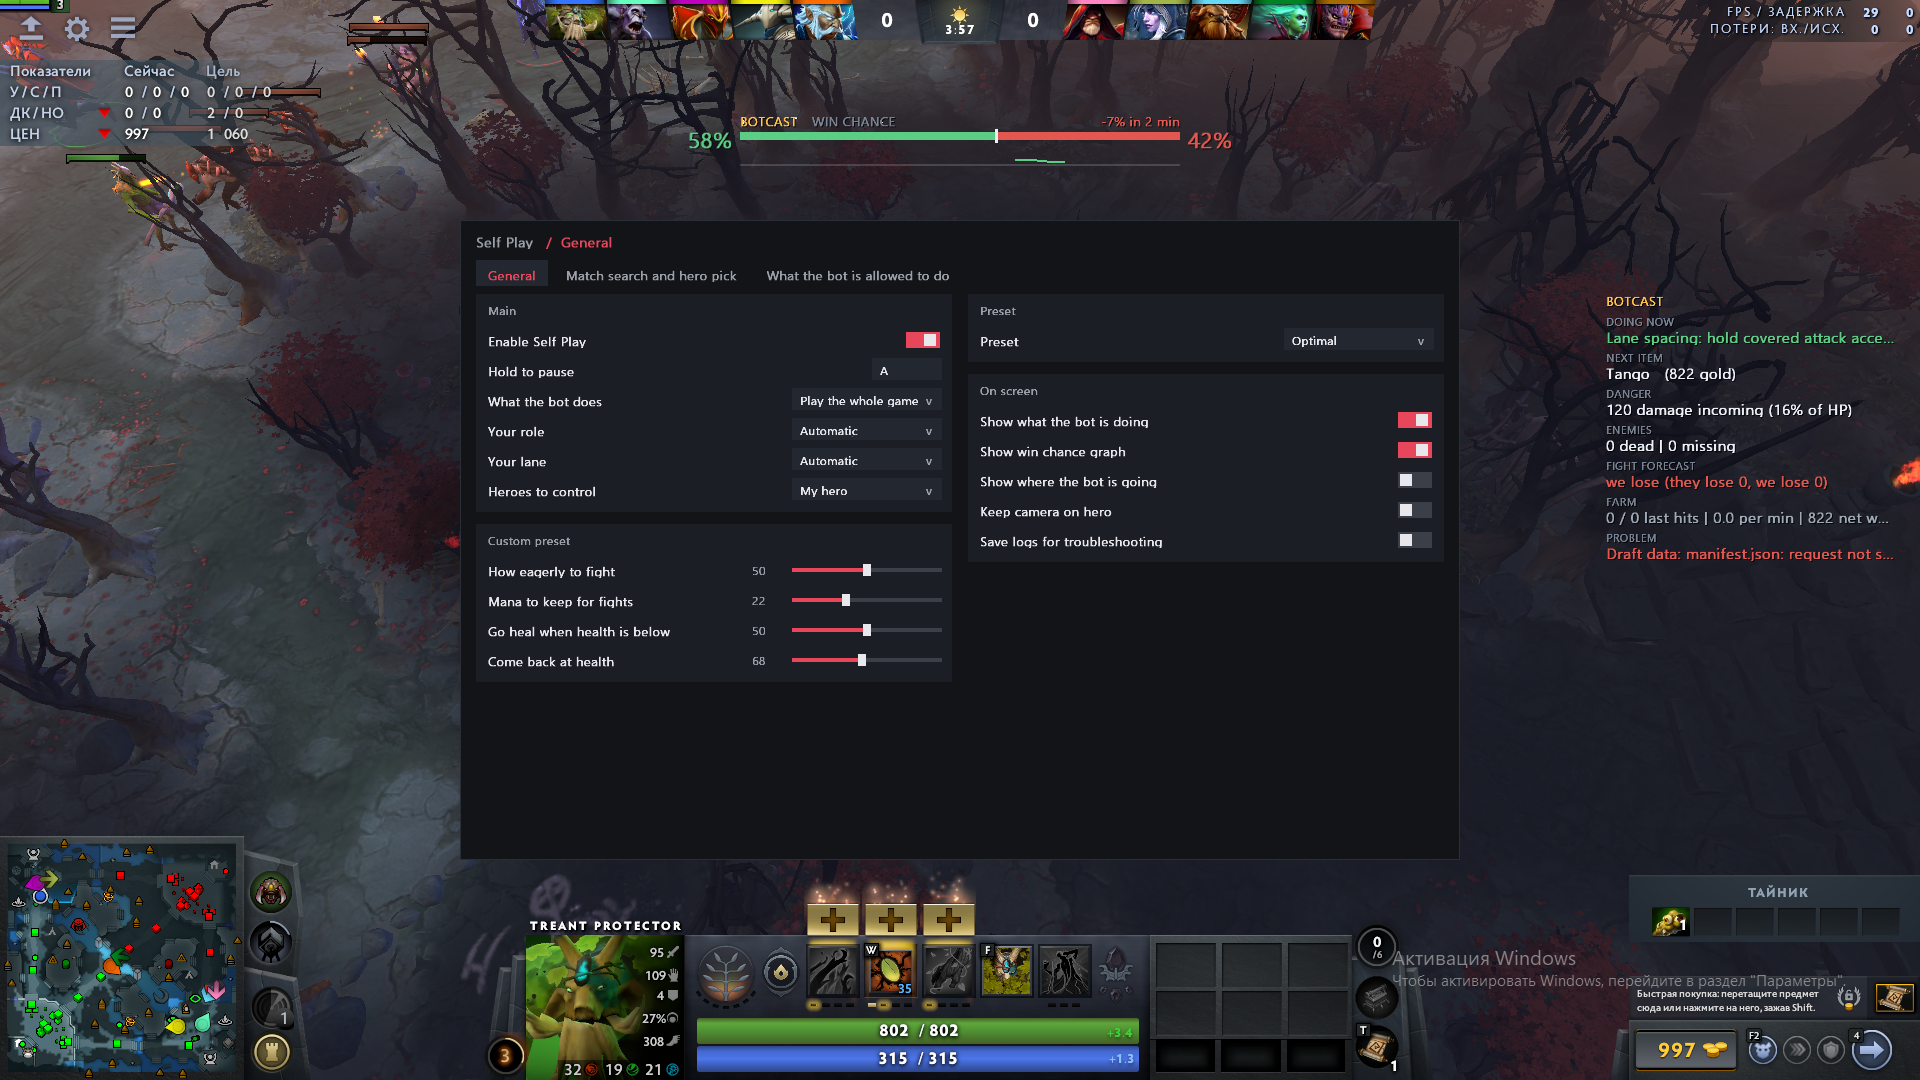 3
Показатели Сейчас Цель
У/С/П 0 / 0 / 0 0 / 0 / 0
ДК/НО 0 / 0 2 / 0
ЦЕН 997 1 060
0 3:57 0
FPS / ЗАДЕРЖКА 29 0
ПОТЕРИ: ВХ./ИСХ. 0 0
58% BOTCAST WIN CHANCE -7% in 2 min 42%
Self Play / General
General Match search and hero pick What the bot is allowed to do
Main
Enable Self Play
Hold to pause A
What the bot does Play the whole game v
Your role Automatic v
Your lane Automatic v
Heroes to control My hero v
Custom preset
How eagerly to fight 50
Mana to keep for fights 22
Go heal when health is below 50
Come back at health 68
Preset
Preset Optimal v
On screen
Show what the bot is doing
Show win chance graph
Show where the bot is going
Keep camera on hero
Save logs for troubleshooting
BOTCAST
DOING NOW
Lane spacing: hold covered attack acce...
NEXT ITEM
Tango (822 gold)
DANGER
120 damage incoming (16% of HP)
ENEMIES
0 dead | 0 missing
FIGHT FORECAST
we lose (they lose 0, we lose 0)
FARM
0 / 0 last hits | 0.0 per min | 822 net w...
PROBLEM
Draft data: manifest.json: request not s...
1
TREANT PROTECTOR
95
109
4
27%
308
3
32 19 21
W 35
F
802 / 802 +3.4
315 / 315 +1.3
0
/6
T
1
ТАЙНИК
1
Активация Windows
Чтобы активировать Windows, перейдите в раздел "Параметры".
Быстрая покупка: перетащите предмет
сюда или нажмите на него, зажав Shift.
997 F2 4